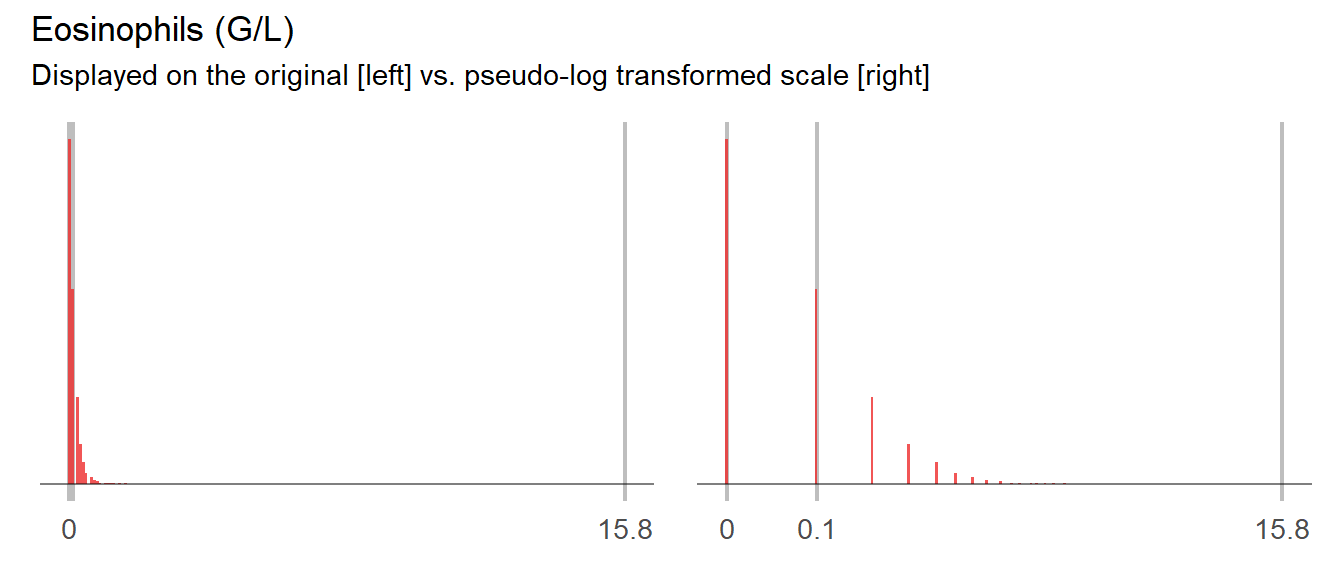 Eosinophils (G/L)
Displayed on the original [left] vs. pseudo-log transformed scale [right]
0 15.8 0 0.1 15.8